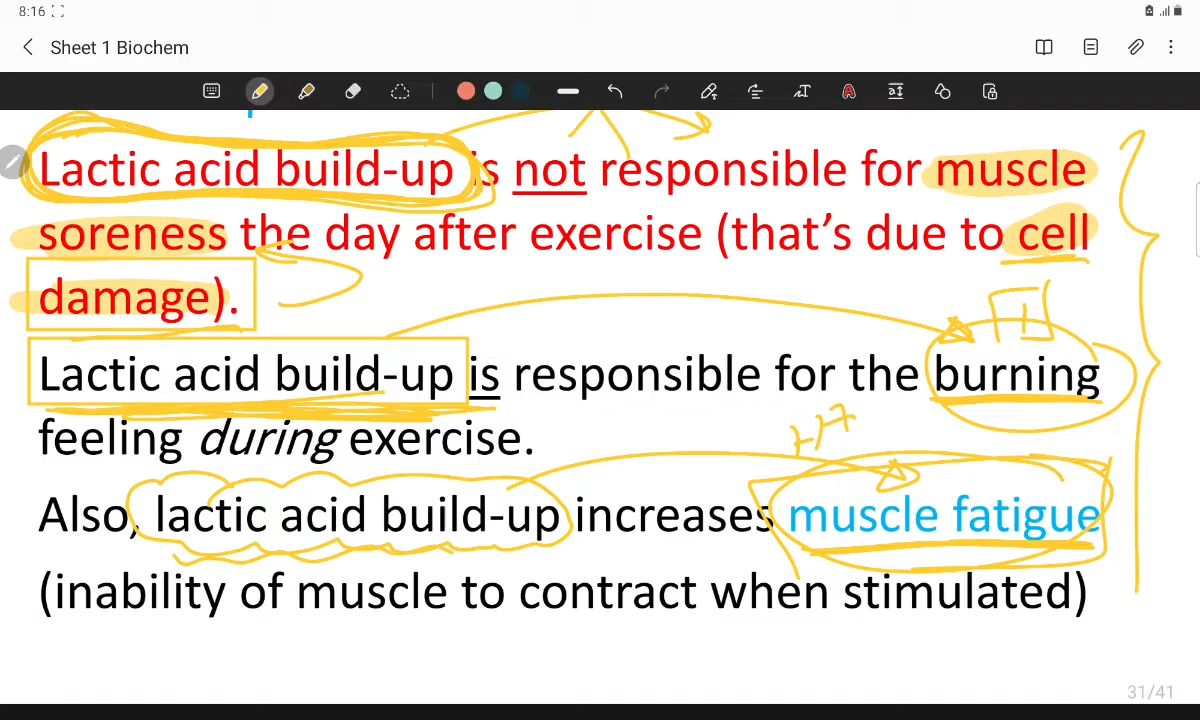 8:16
Sheet 1 Biochem
Lactic acid build-up is not responsible for muscle
soreness the day after exercise (that's due to cell
damage).
Lactic acid build-up is responsible for the burning
feeling during exercise.
Also, lactic acid build-up increases muscle fatigue
(inability of muscle to contract when stimulated)
31/41